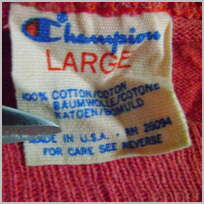 Champion
LARGE
100% COTTON/COTON
BAUMWOLLE/COTONE
KATOEN/BOMULD
MADE IN U.S.A. - RN 26094
FOR CARE SEE REVERSE